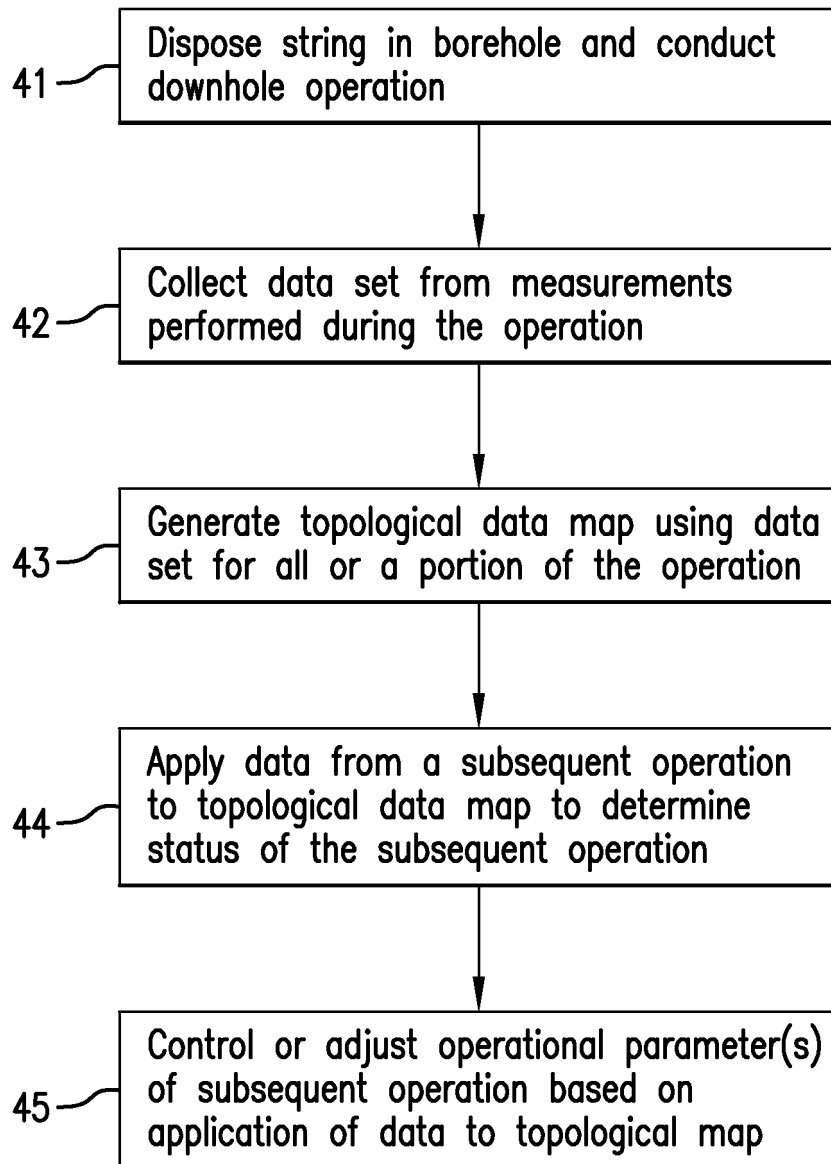 Dispose string in borehole and conduct
41
downhole operation
Collect data set from measurements
42
performed during the operation
Generate topological data map using data
43
set for all or a portion of the operation
Apply data from a subsequent operation
to topological data map to determine
44
status of the subsequent operation
Control or adjust operational parameter(s)
of subsequent operation based on
45
application of data to topological map